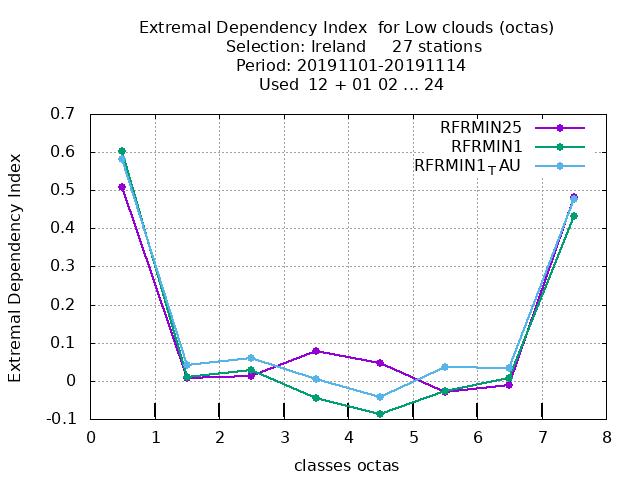 Extremal Dependency Index  for Low clouds (octas)
Selection: Ireland     27 stations
Period: 20191101-20191114
Used  12 + 01 02 ... 24
Extremal Dependency Index
0.7
0.6
0.5
0.4
0.3
0.2
0.1
0
-0.1
RFRMIN25
RFRMIN1
RFRMIN1TAU
0 1 2 3 4 5 6 7 8
classes octas